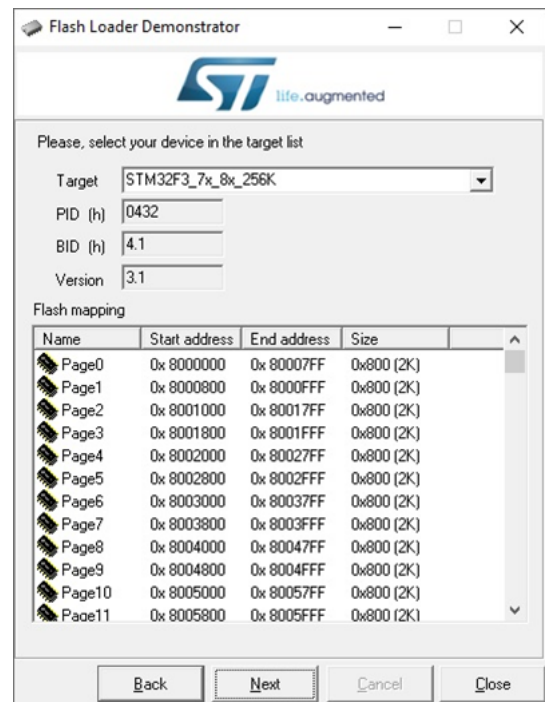 Flash Loader Demonstrator
ST life.augmented
Please, select your device in the target list
Target STM32F3_7x_8x_256K
PID (h) 0432
BID (h) 4.1
Version 3.1
Flash mapping
Name Start address End address Size
Page0 0x 8000000 0x 80007FF 0x800 (2K)
Page1 0x 8000800 0x 8000FFF 0x800 (2K)
Page2 0x 8001000 0x 80017FF 0x800 (2K)
Page3 0x 8001800 0x 8001FFF 0x800 (2K)
Page4 0x 8002000 0x 80027FF 0x800 (2K)
Page5 0x 8002800 0x 8002FFF 0x800 (2K)
Page6 0x 8003000 0x 80037FF 0x800 (2K)
Page7 0x 8003800 0x 8003FFF 0x800 (2K)
Page8 0x 8004000 0x 80047FF 0x800 (2K)
Page9 0x 8004800 0x 8004FFF 0x800 (2K)
Page10 0x 8005000 0x 80057FF 0x800 (2K)
Page11 0x 8005800 0x 8005FFF 0x800 (2K)
Back Next Cancel Close